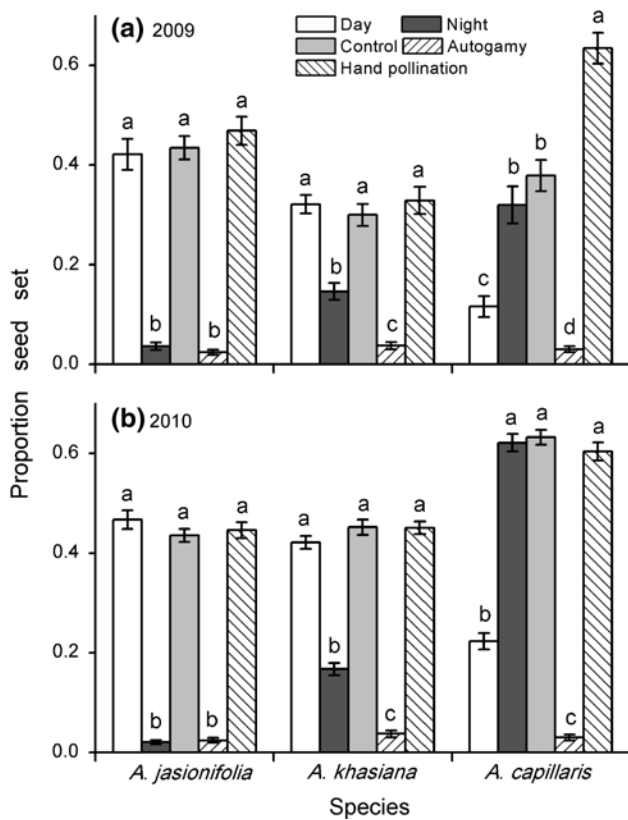 (a) 2009
Day Night
Control Autogamy
Hand pollination
0.6
0.4
0.2
0.0
a b a b a
a b a c a
c b b d a
(b) 2010
0.6
0.4
0.2
0.0
a b a b a
a b a c a
b a a c a
Proportion seed set
A. jasionifolia A. khasiana A. capillaris
Species